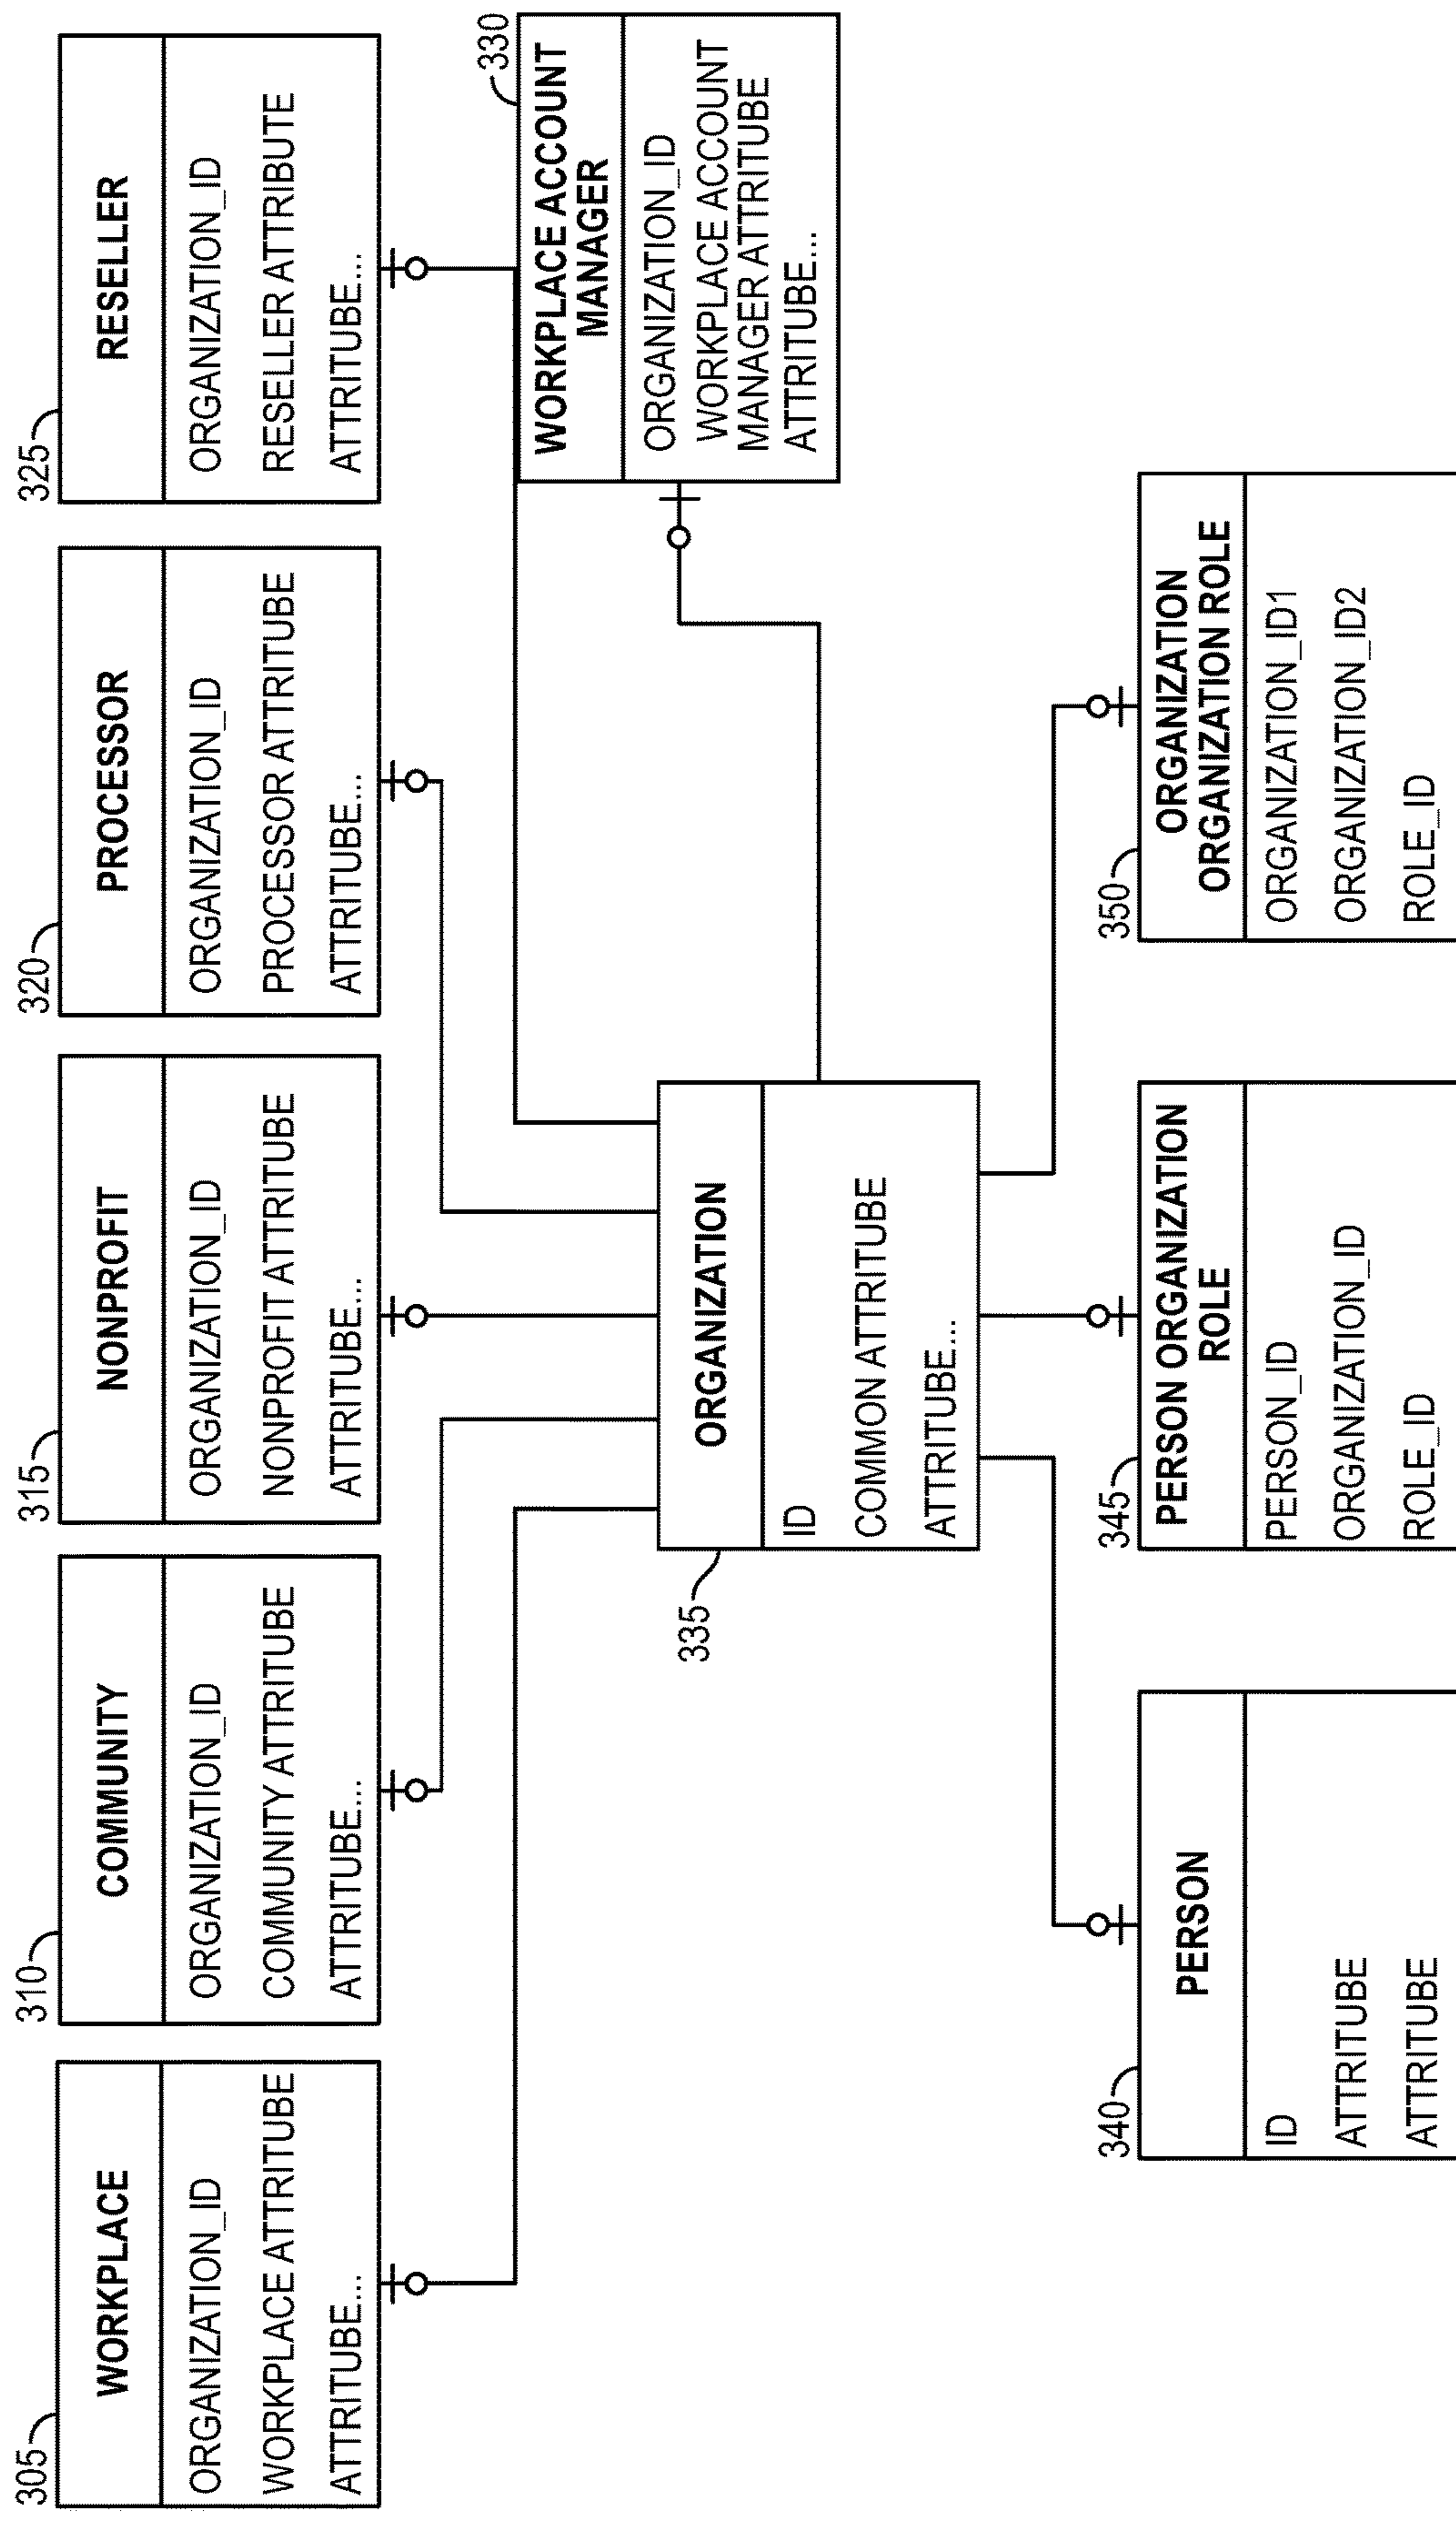 305
WORKPLACE
ORGANIZATION_ID
WORKPLACE ATTRITUBE
ATTRITUBE...
310
COMMUNITY
ORGANIZATION_ID
COMMUNITY ATTRITUBE
ATTRITUBE...
315
NONPROFIT
ORGANIZATION_ID
NONPROFIT ATTRITUBE
ATTRITUBE...
320
PROCESSOR
ORGANIZATION_ID
PROCESSOR ATTRITUBE
ATTRITUBE...
325
RESELLER
ORGANIZATION_ID
RESELLER ATTRIBUTE
ATTRITUBE...
330
WORKPLACE ACCOUNT
MANAGER
ORGANIZATION_ID
WORKPLACE ACCOUNT
MANAGER ATTRITUBE
ATTRITUBE...
335
ORGANIZATION
ID
COMMON ATTRITUBE
ATTRITUBE...
340
PERSON
ID
ATTRITUBE
ATTRITUBE
345
PERSON ORGANIZATION
ROLE
PERSON_ID
ORGANIZATION_ID
ROLE_ID
350
ORGANIZATION
ORGANIZATION ROLE
ORGANIZATION_ID1
ORGANIZATION_ID2
ROLE_ID